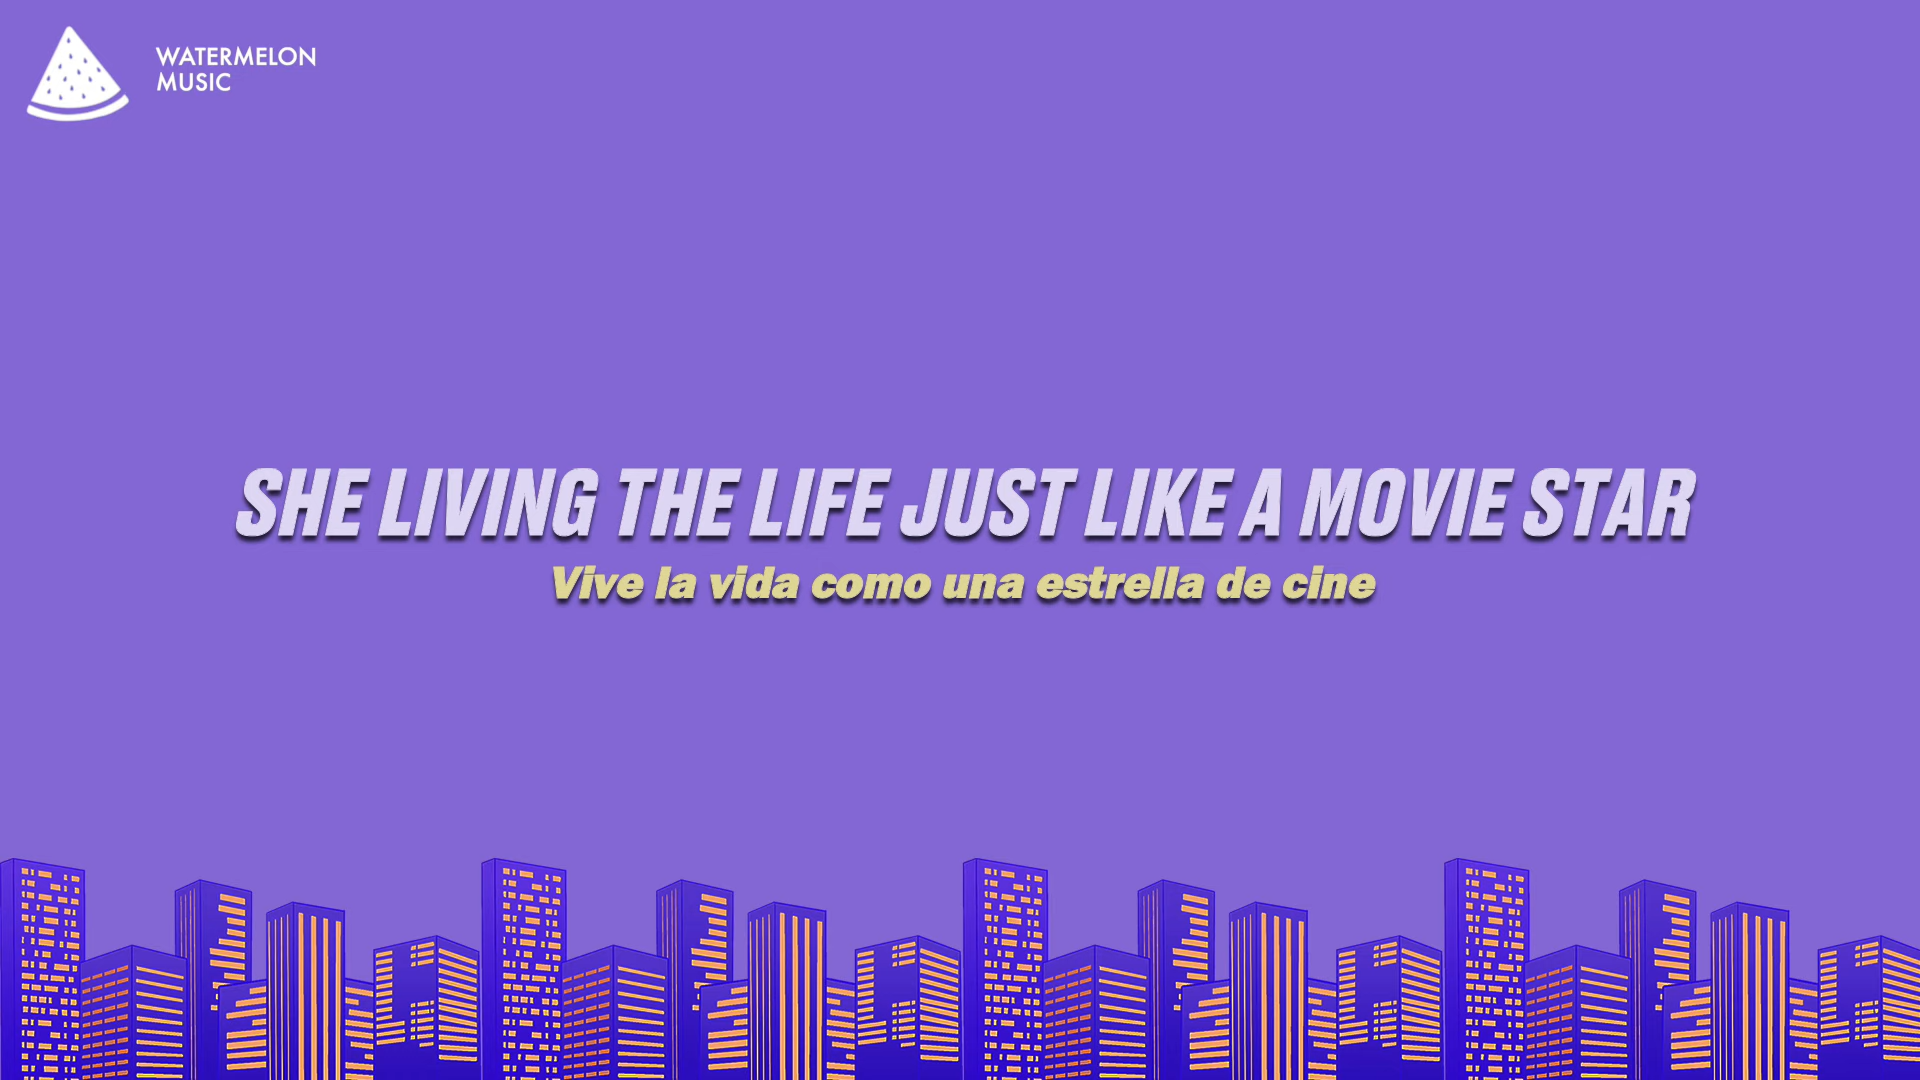 WATERMELON
MUSIC
SHE LIVING THE LIFE JUST LIKE A MOVIE STAR
Vive la vida como una estrella de cine